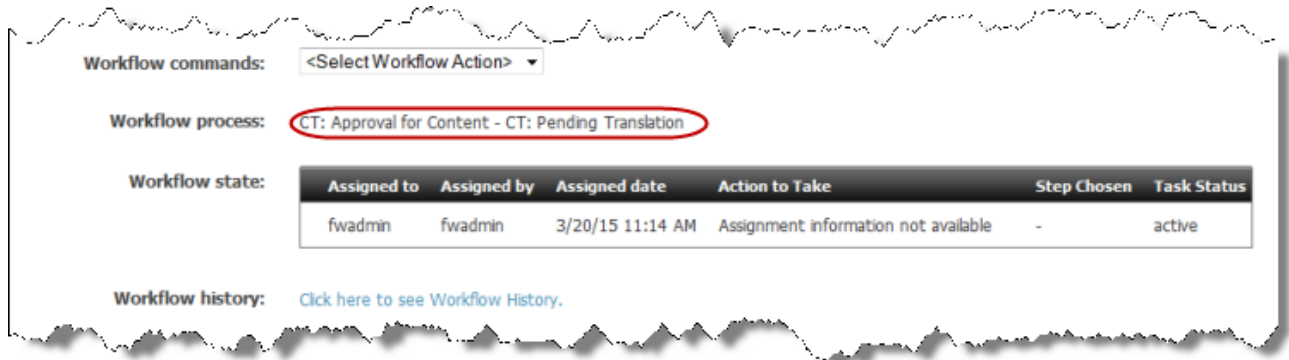 Workflow commands: <Select Workflow Action>
Workflow process: CT: Approval for Content - CT: Pending Translation
Workflow state:
Assigned to Assigned by Assigned date Action to Take Step Chosen Task Status
fwadmin fwadmin 3/20/15 11:14 AM Assignment information not available - active
Workflow history: Click here to see Workflow History.